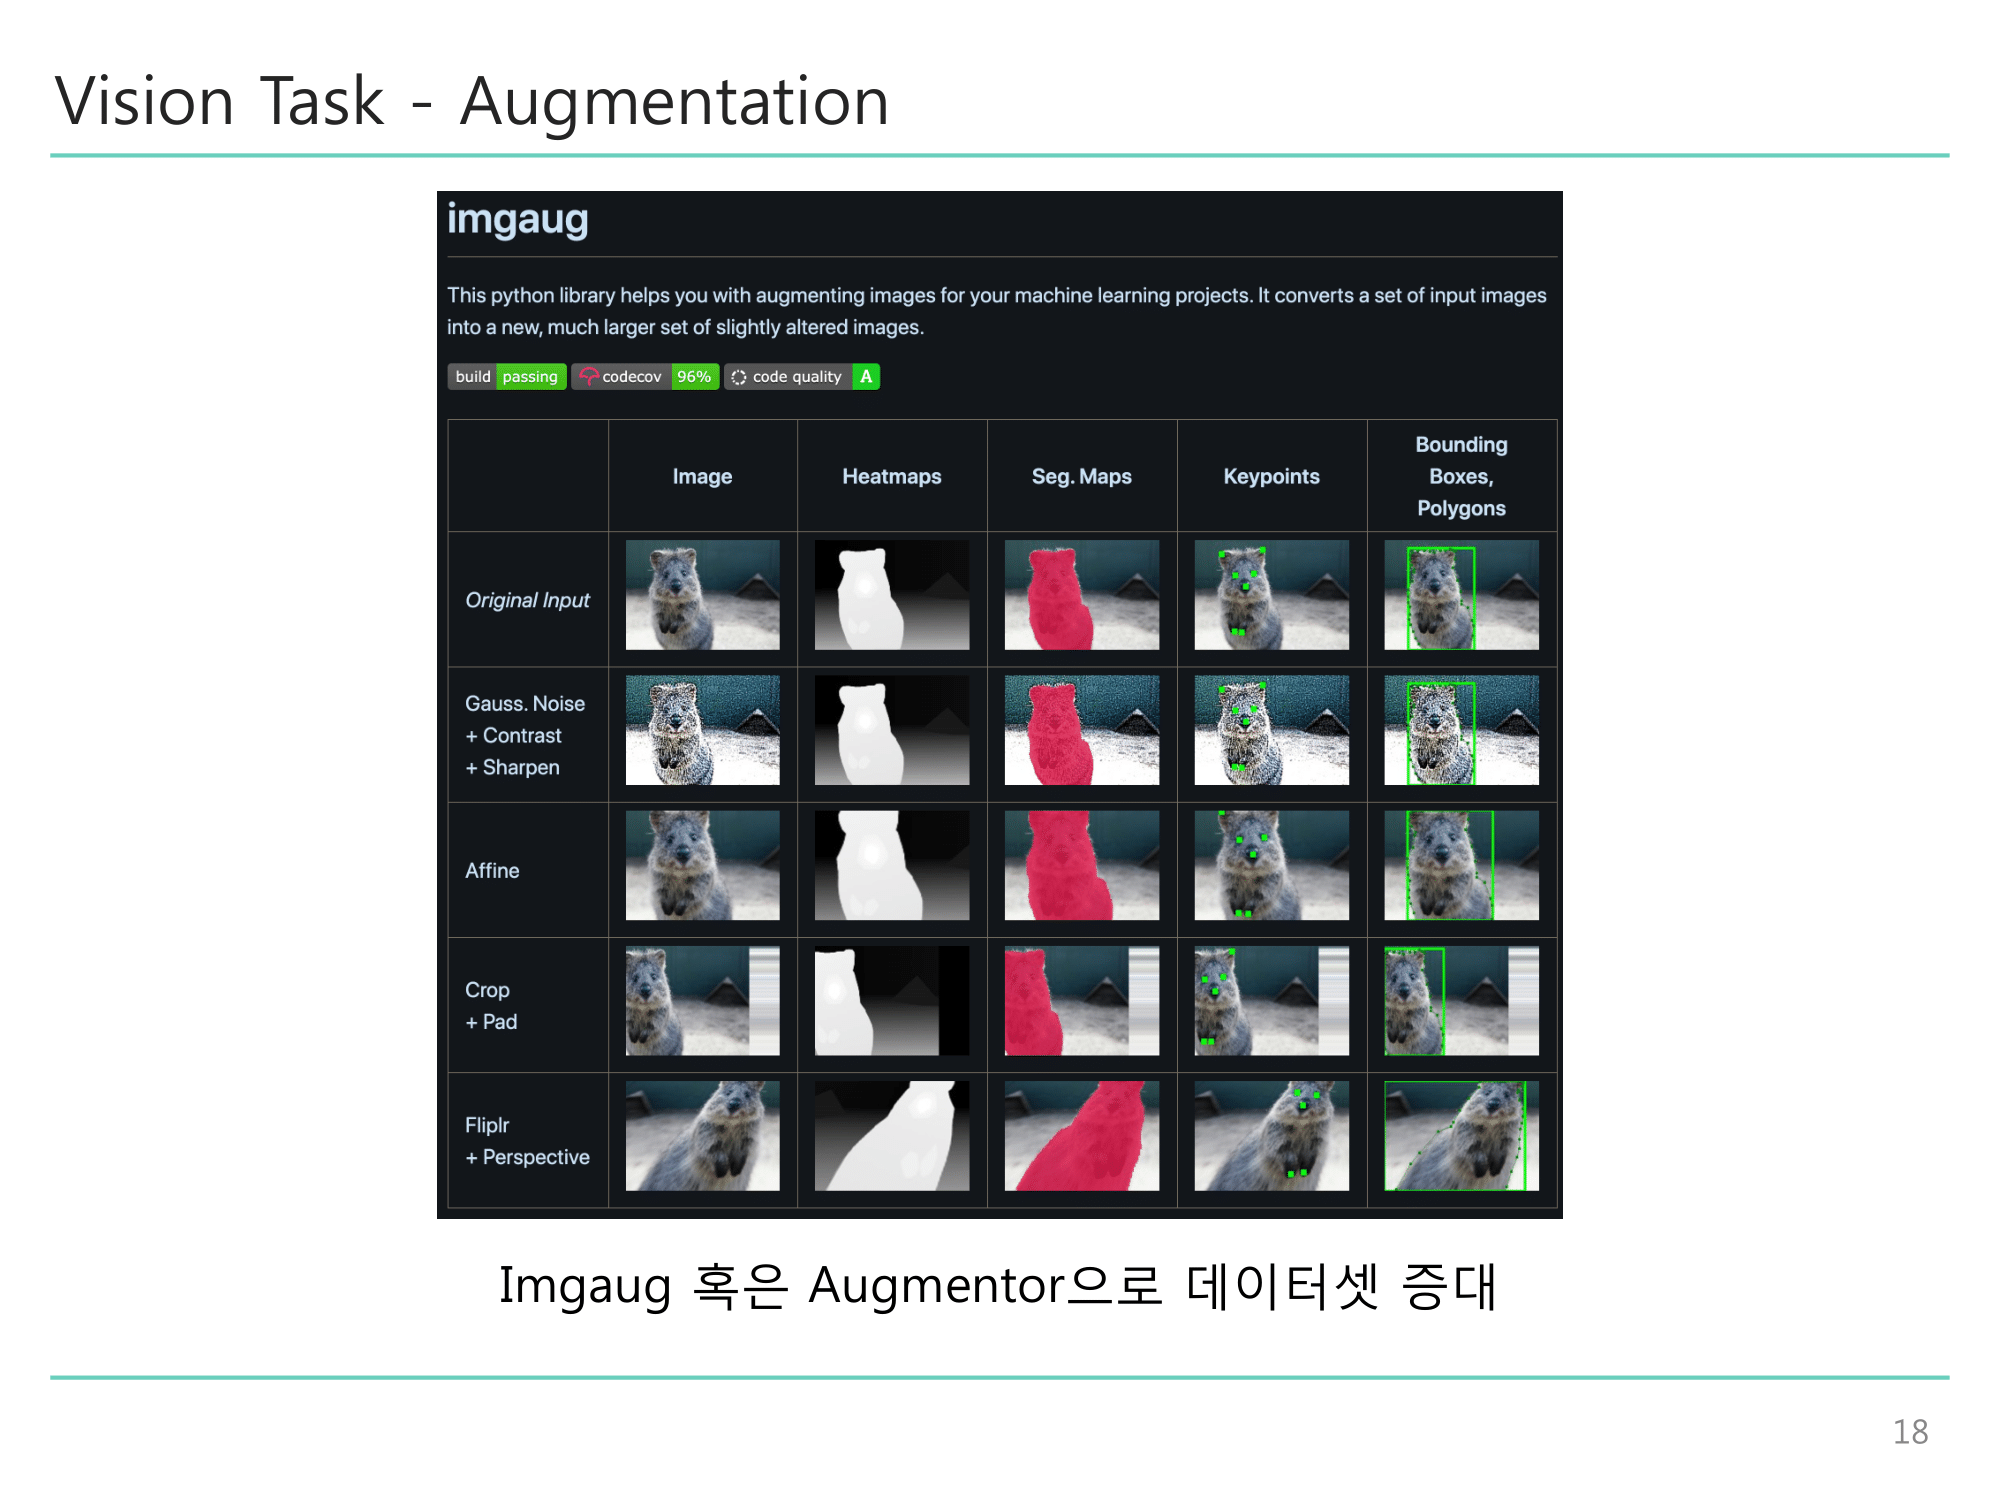 Vision Task - Augmentation
imgaug
This python library helps you with augmenting images for your machine learning projects. It converts a set of input images
into a new, much larger set of slightly altered images.
build passing codecov 96% code quality A
Image Heatmaps Seg. Maps Keypoints Bounding
Boxes,
Polygons
Original Input
Gauss. Noise
+ Contrast
+ Sharpen
Affine
Crop
+ Pad
Fliplr
+ Perspective
Imgaug 혹은 Augmentor으로 데이터셋 증대
18